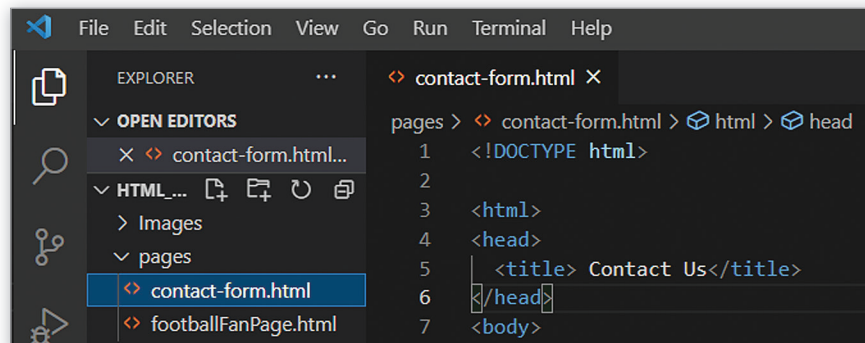 File Edit Selection View Go Run Terminal Help
EXPLORER ···
OPEN EDITORS
contact-form.html...
HTML_...
Images
pages
contact-form.html
footballFanPage.html
contact-form.html
pages > contact-form.html > html > head
1 <!DOCTYPE html>
2
3 <html>
4 <head>
5 <title> Contact Us</title>
6 </head>
7 <body>